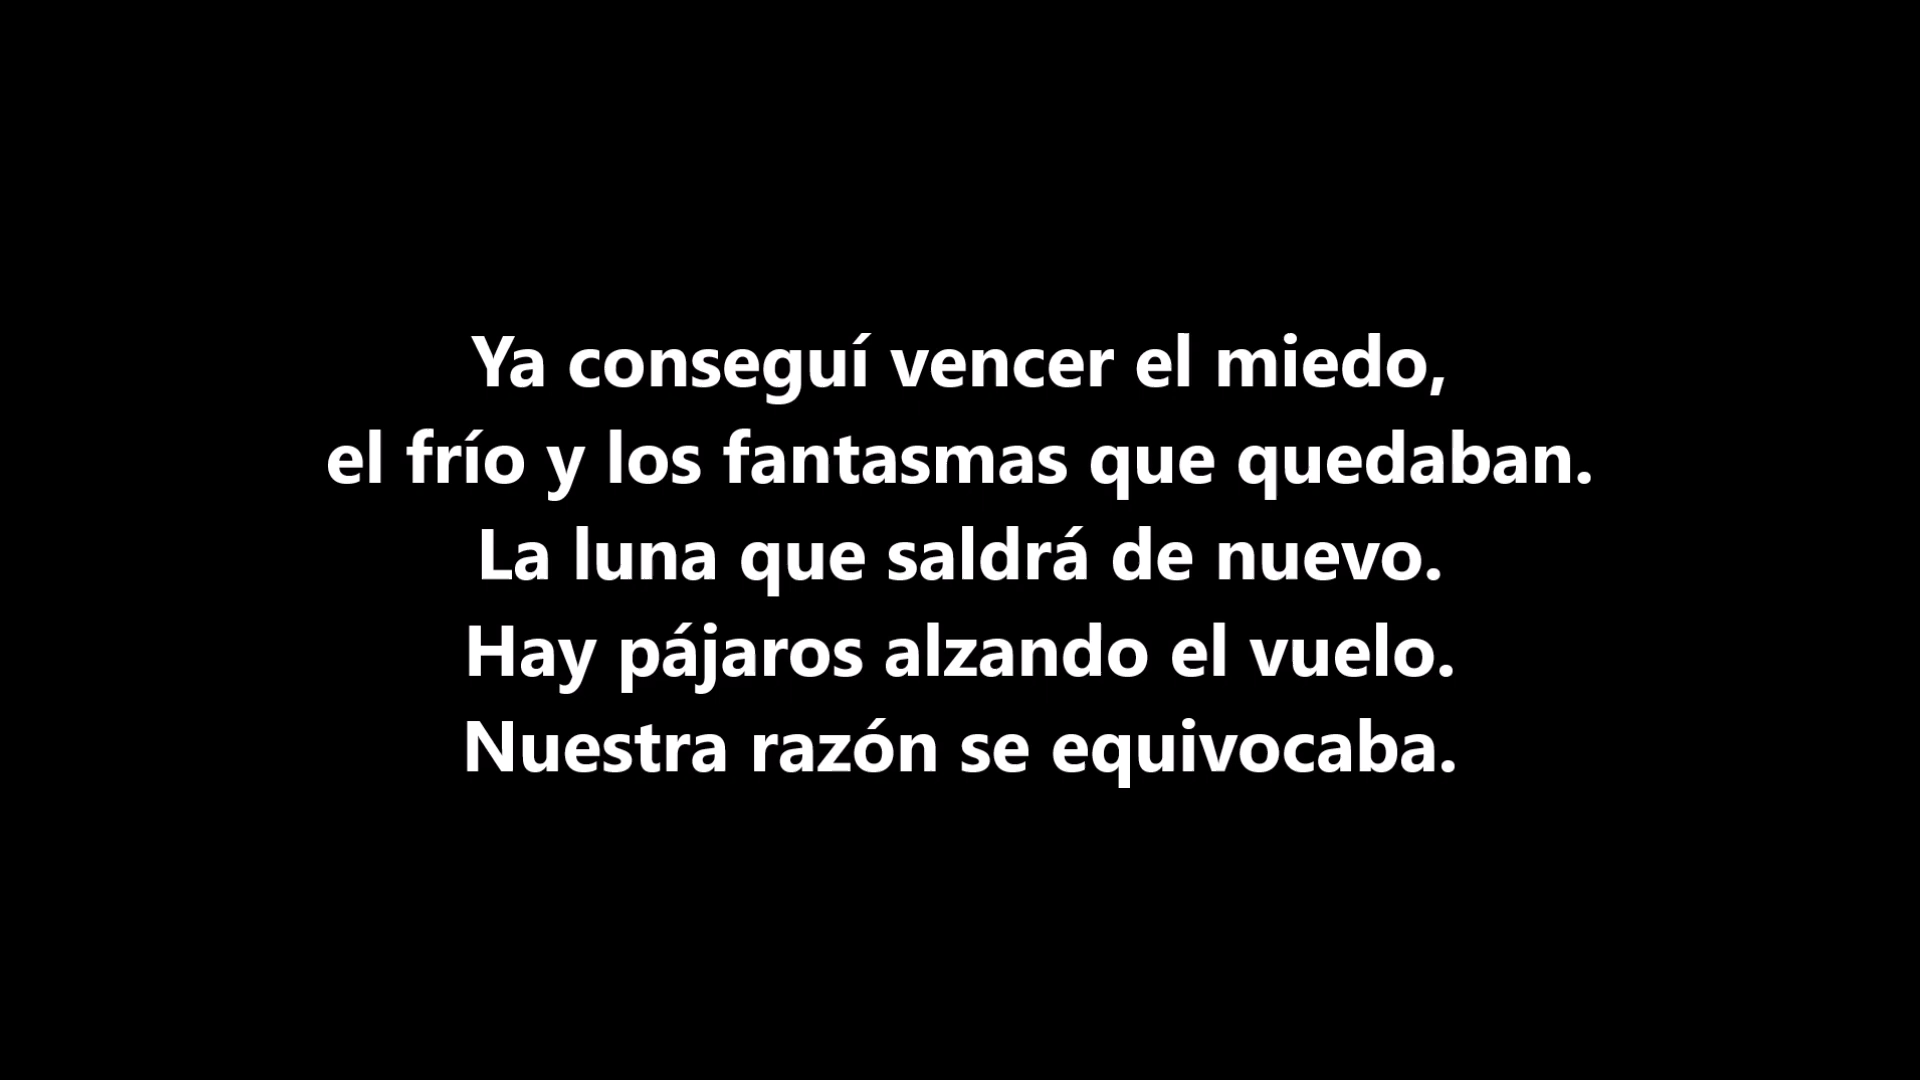 Ya conseguí vencer el miedo,
el frío y los fantasmas que quedaban.
La luna que saldrá de nuevo.
Hay pájaros alzando el vuelo.
Nuestra razón se equivocaba.